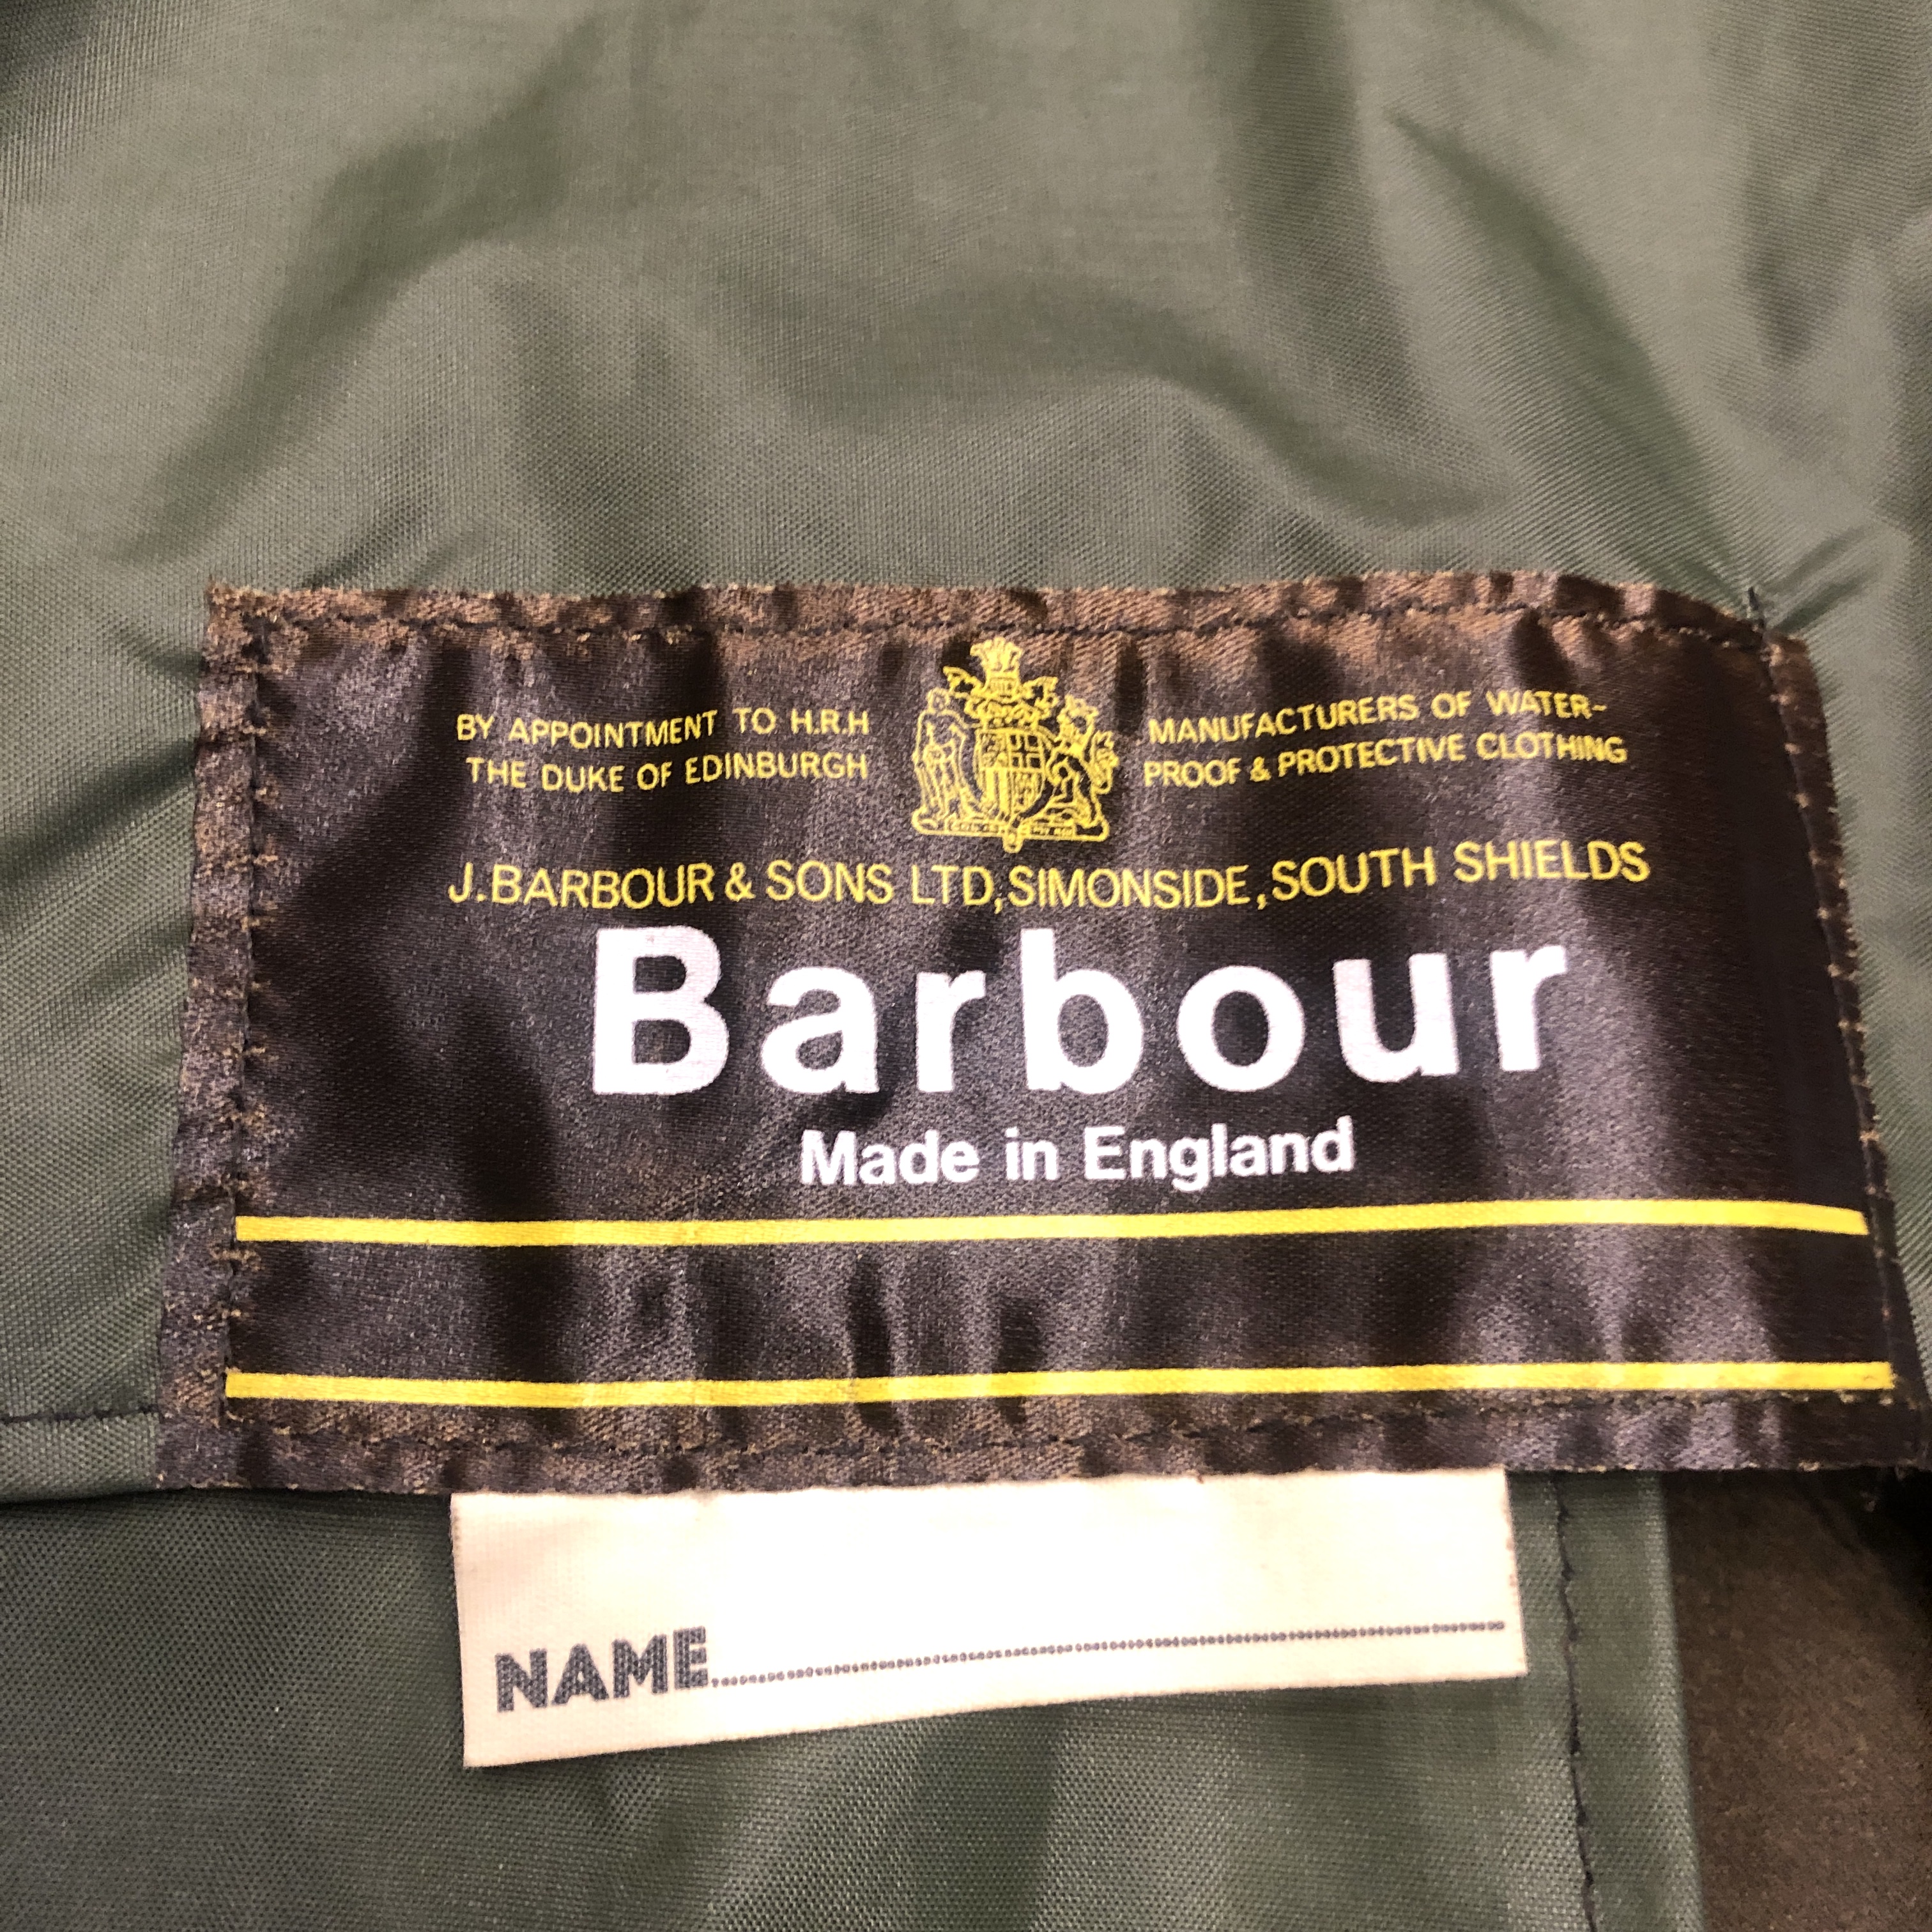 BY APPOINTMENT TO H.R.H
THE DUKE OF EDINBURGH
MANUFACTURERS OF WATER-
PROOF & PROTECTIVE CLOTHING
J.BARBOUR & SONS LTD,SIMONSIDE,SOUTH SHIELDS
Barbour
Made in England
NAME